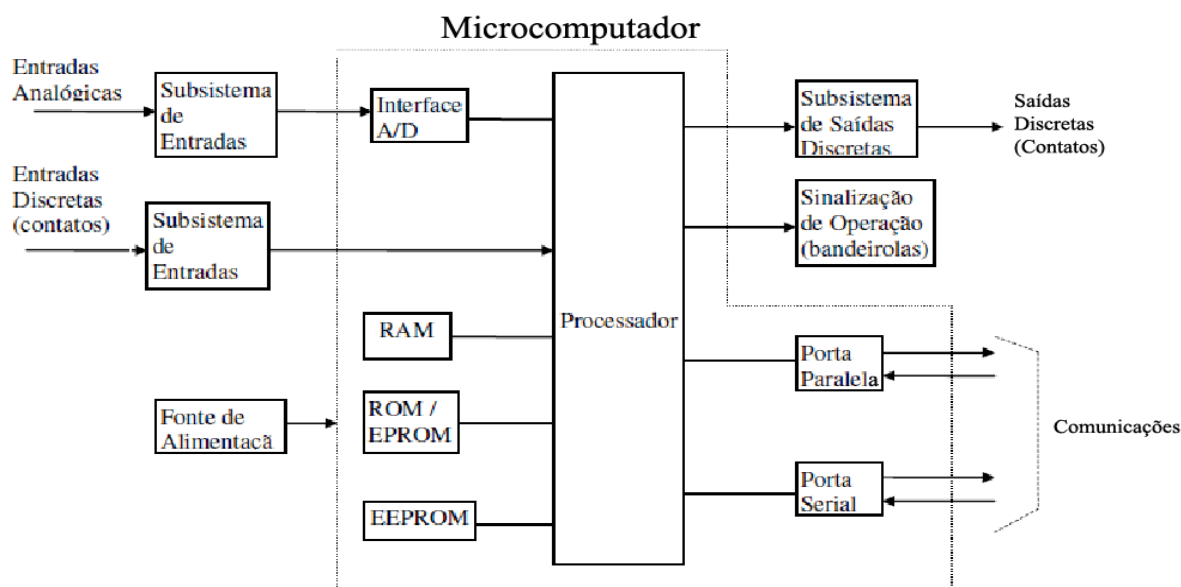 Microcomputador
Entradas
Analógicas
Subsistema
de
Entradas
Interface
A/D
Subsistema
de Saídas
Discretas
Saídas
Discretas
(Contatos)
Entradas
Discretas
(contatos)
Subsistema
de
Entradas
Sinalização
de Operação
(bandeirolas)
Processador
RAM
Porta
Paralela
Fonte de
Alimentacã
ROM /
EPROM
Comunicações
EEPROM
Porta
Serial